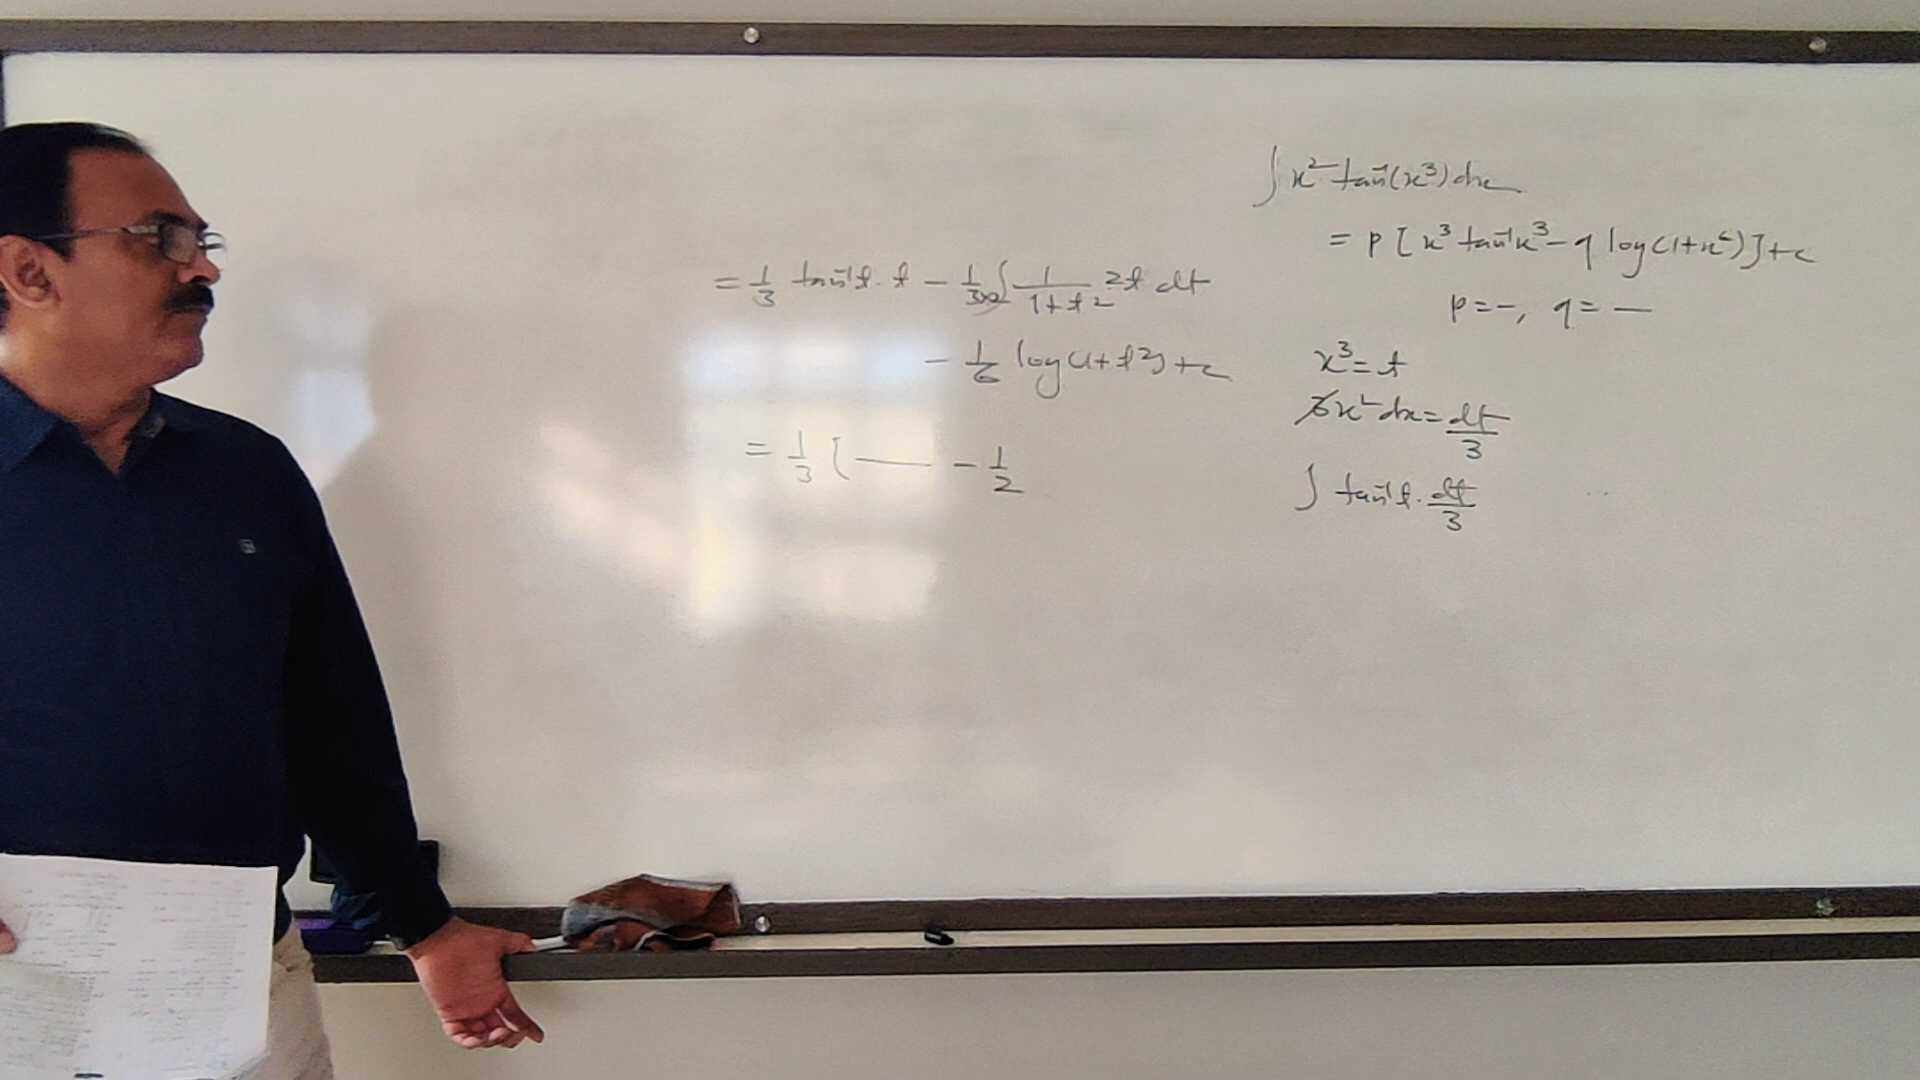 ∫ x² tan⁻¹(x³) dx
= p [x³ tan⁻¹x³ - q log(1+x⁶)] + c
p = —, q = —
x³ = t
3x² dx = dt/3
∫ tan⁻¹t · dt/3
= 1/3 tan⁻¹t · t - 1/3×2 ∫ 1/1+t² 2t dt
- 1/6 log(1+t²) + c
= 1/3 [ —— - 1/2